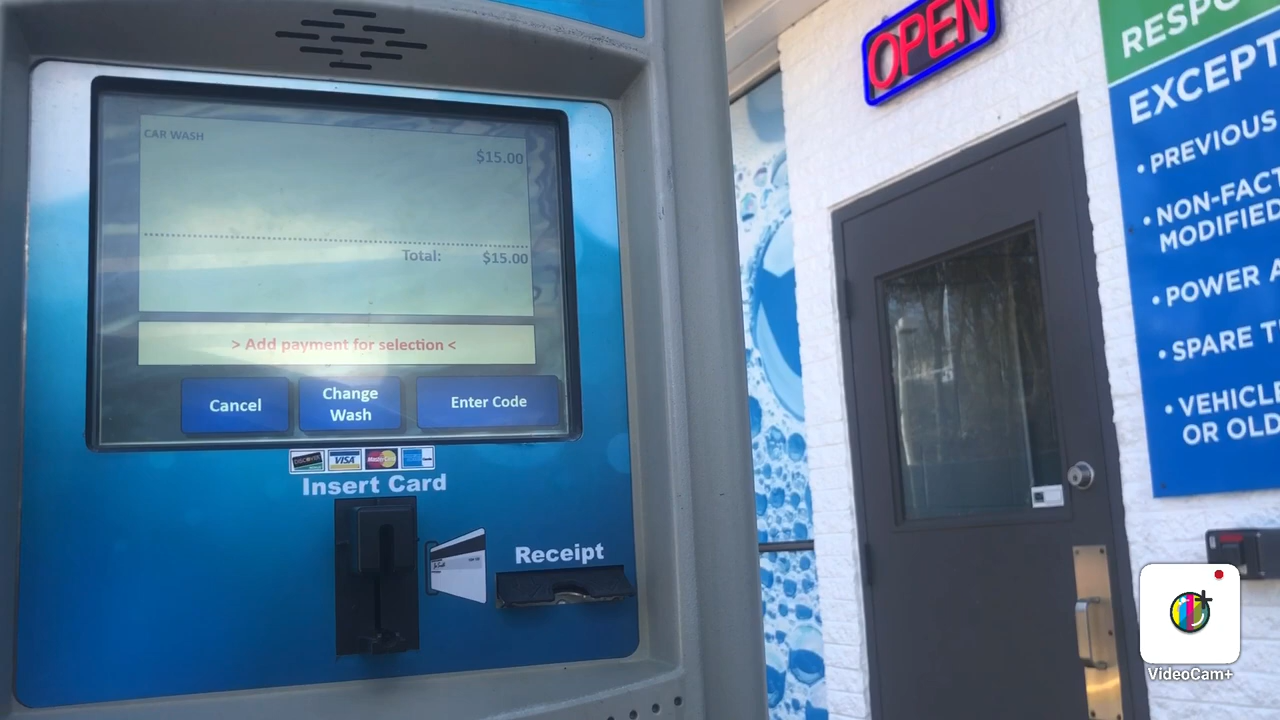 CAR WASH
$15.00
Total: $15.00
> Add payment for selection <
Cancel
Change
Wash
Enter Code
DISCOVER
VISA
MasterCard
Insert Card
Receipt
OPEN
RESPO
EXCEPT
• PREVIOUS
• NON-FACT
MODIFIED
• POWER A
• SPARE T
• VEHICLE
OR OLD
VideoCam+